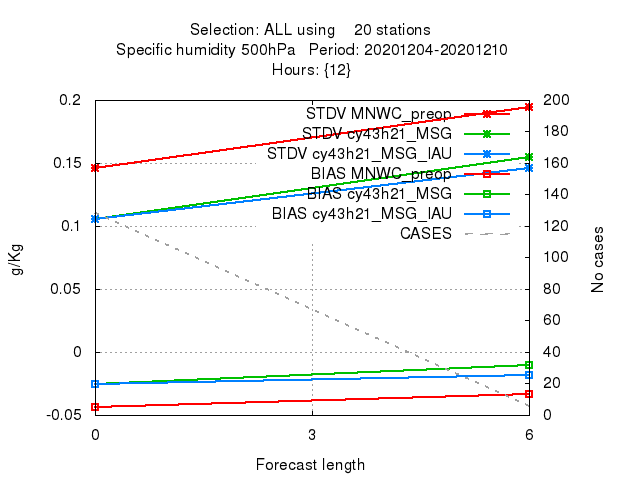 Selection: ALL using    20 stations
Specific humidity 500hPa   Period: 20201204-20201210
Hours: {12}
0.2
0.15
0.1
0.05
0
-0.05
g/Kg
STDV MNWC_preop
STDV cy43h21_MSG
STDV cy43h21_MSG_IAU
BIAS MNWC_preop
BIAS cy43h21_MSG
BIAS cy43h21_MSG_IAU
CASES
200
180
160
140
120
100
80
60
40
20
0
No cases
0 3 6
Forecast length